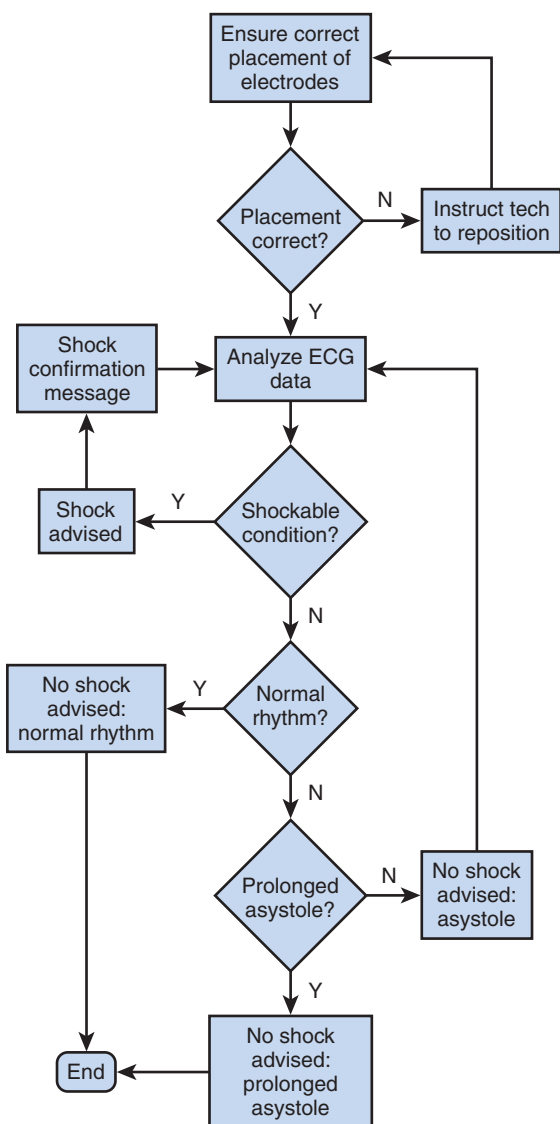 Ensure correct
placement of
electrodes
Placement
correct?
N
Instruct tech
to reposition
Y
Shock
confirmation
message
Analyze ECG
data
Shockable
condition?
Y
Shock
advised
N
Normal
rhythm?
Y
No shock
advised:
normal rhythm
N
Prolonged
asystole?
N
No shock
advised:
asystole
Y
No shock
advised:
prolonged
asystole
End